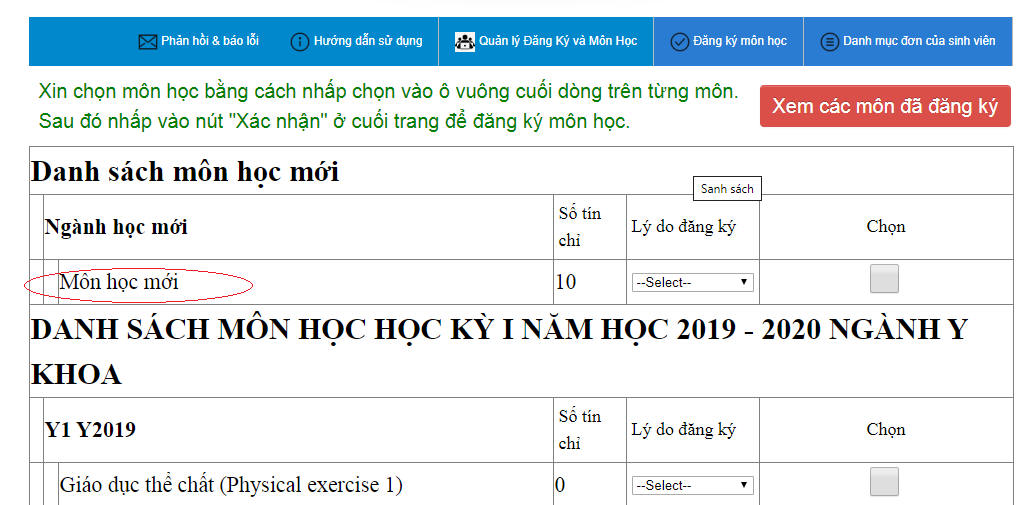 Phản hồi & báo lỗi Hướng dẫn sử dụng Quản lý Đăng Ký và Môn Học Đăng ký môn học Danh mục đơn của sinh viên
Xin chọn môn học bằng cách nhấp chọn vào ô vuông cuối dòng trên từng môn.
Sau đó nhấp vào nút "Xác nhận" ở cuối trang để đăng ký môn học.
Xem các môn đã đăng ký
Danh sách môn học mới
Sanh sách
Ngành học mới
Số tín
chỉ
Lý do đăng ký
Chọn
Môn học mới
10
--Select--
DANH SÁCH MÔN HỌC HỌC KỲ I NĂM HỌC 2019 - 2020 NGÀNH Y
KHOA
Y1 Y2019
Số tín
chỉ
Lý do đăng ký
Chọn
Giáo dục thể chất (Physical exercise 1)
0
--Select--